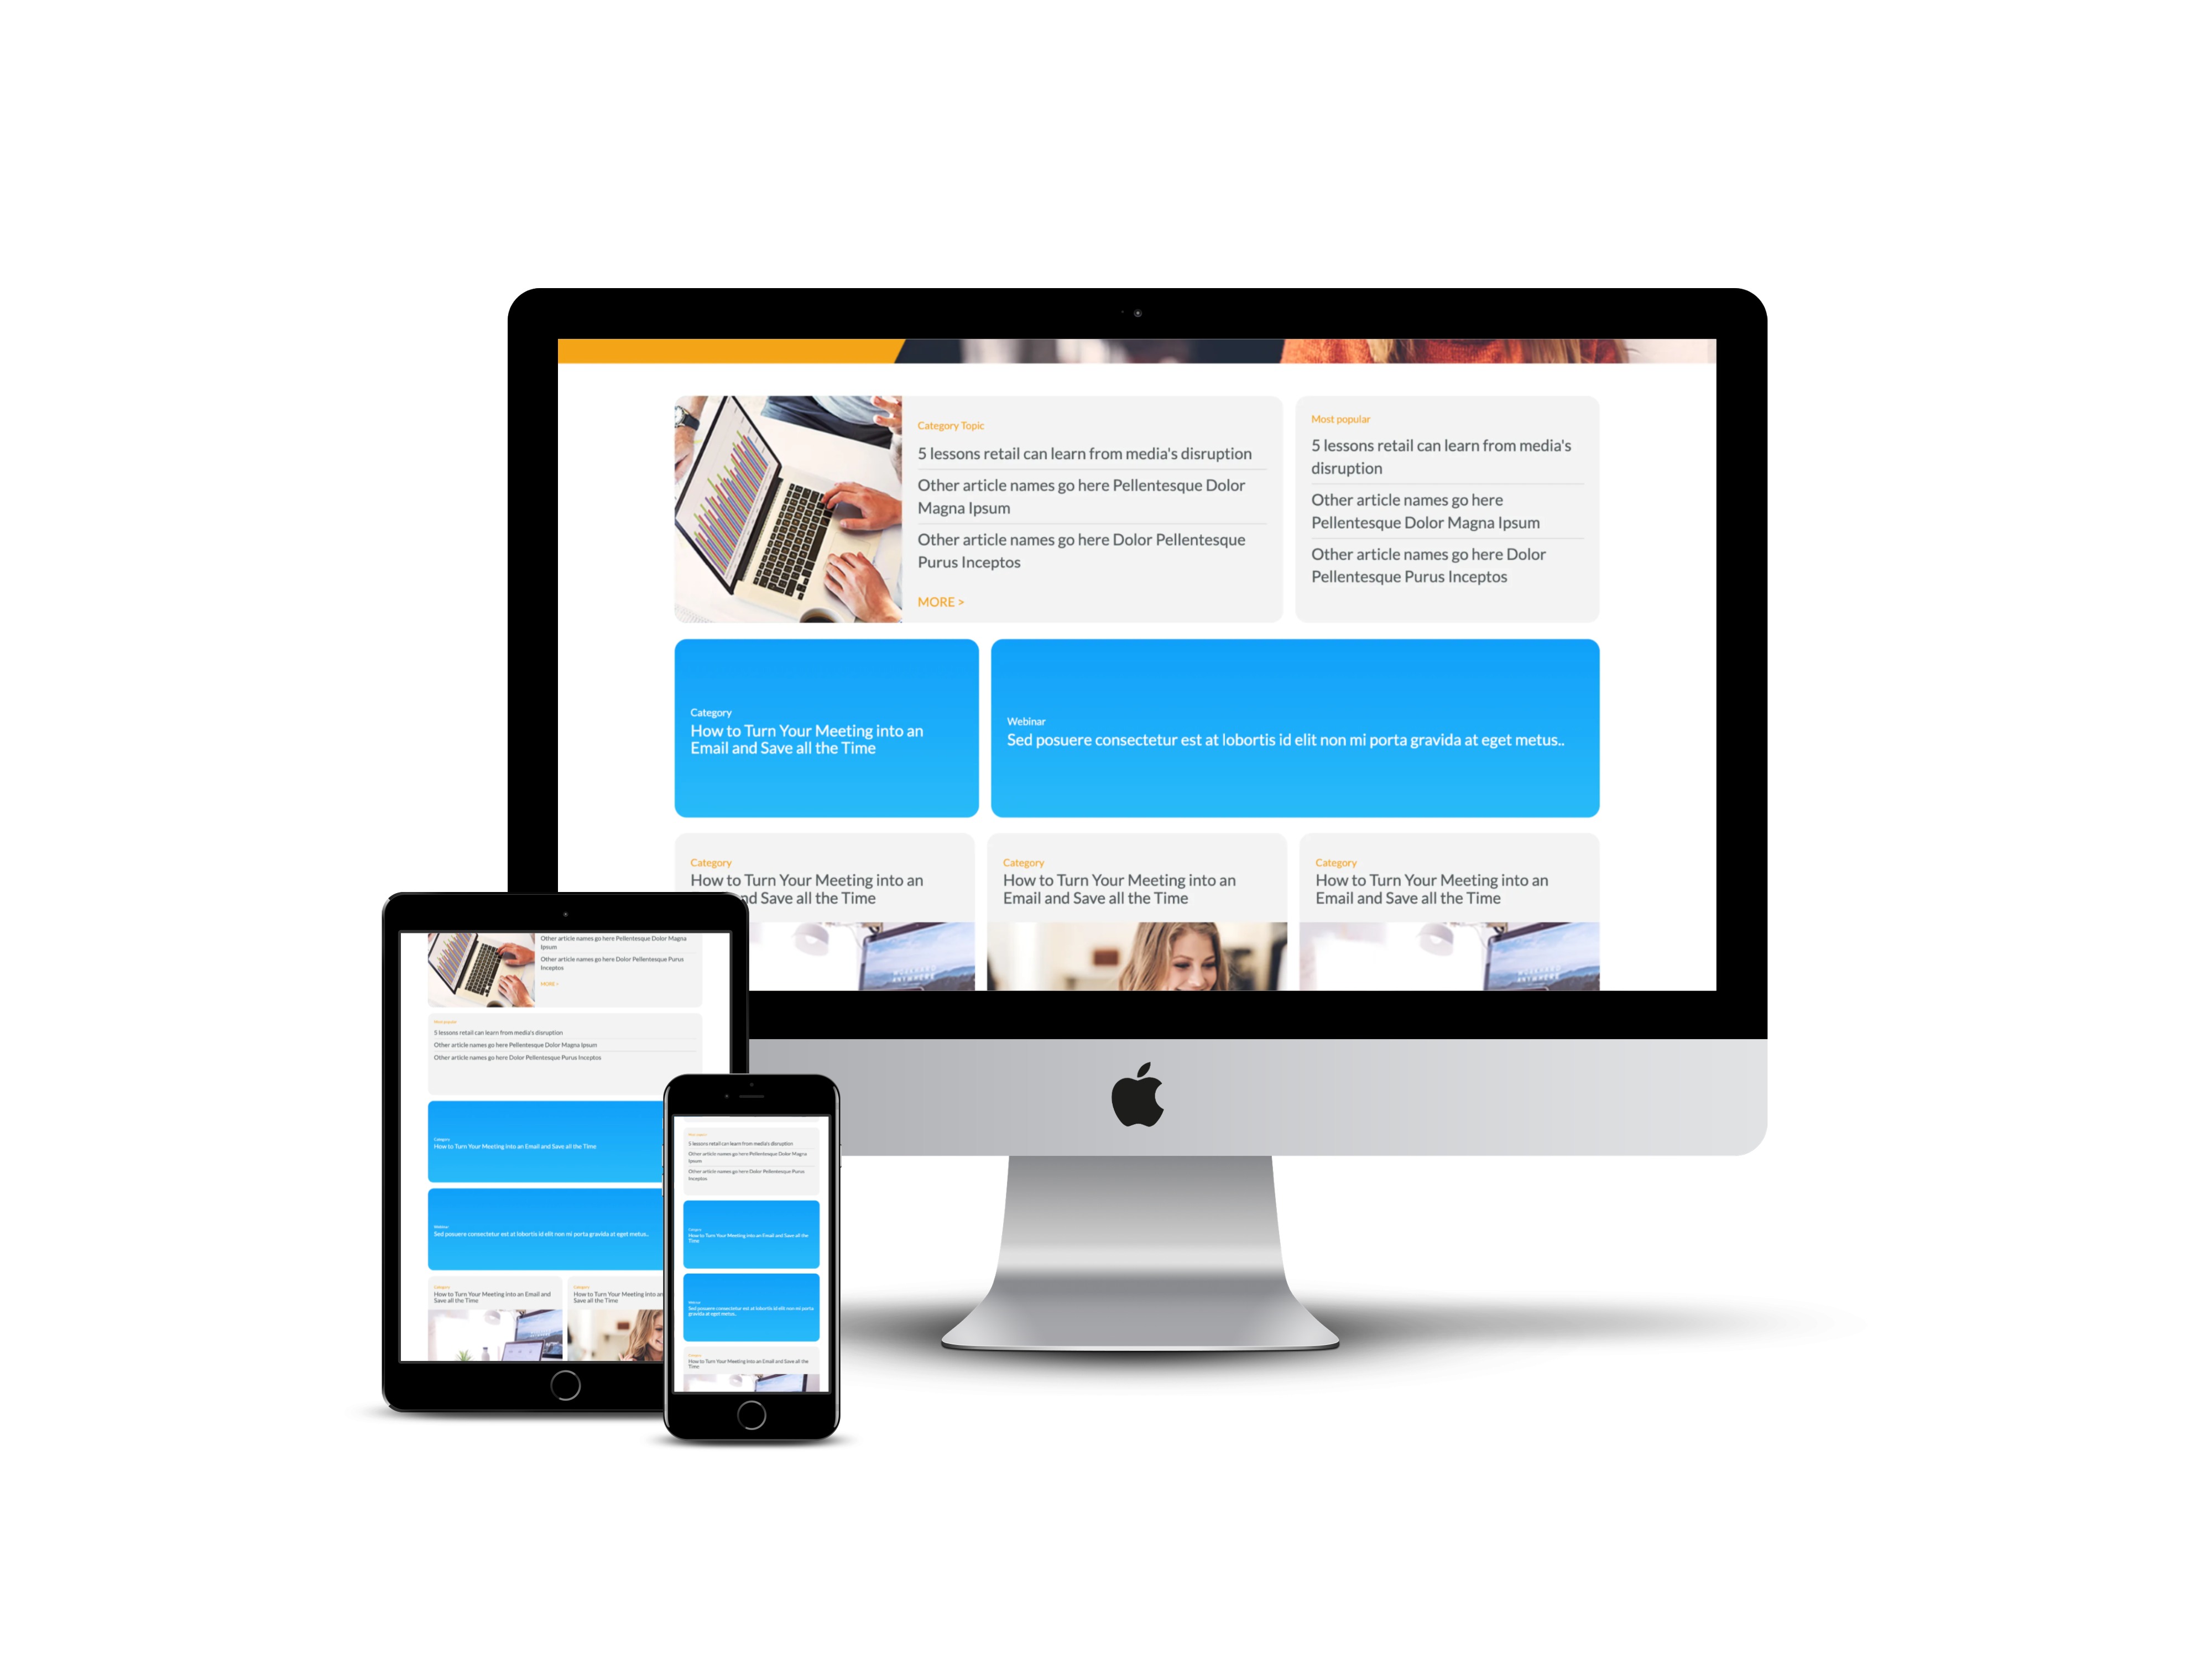 Category Topic
5 lessons retail can learn from media's disruption
Other article names go here Pellentesque Dolor
Magna Ipsum
Other article names go here Dolor Pellentesque
Purus Inceptos
MORE >
Most popular
5 lessons retail can learn from media's
disruption
Other article names go here
Pellentesque Dolor Magna Ipsum
Other article names go here Dolor
Pellentesque Purus Inceptos
Category
How to Turn Your Meeting into an
Email and Save all the Time
Webinar
Sed posuere consectetur est at lobortis id elit non mi porta gravida at eget metus..
Category
How to Turn Your Meeting into an
nd Save all the Time
Category
How to Turn Your Meeting into an
Email and Save all the Time
Category
How to Turn Your Meeting into an
Email and Save all the Time
Other article names go here Pellentesque Dolor Magna
Ipsum
Other article names go here Dolor Pellentesque Purus
Inceptos
MORE >
Most popular
5 lessons retail can learn from media's disruption
Other article names go here Pellentesque Dolor Magna Ipsum
Other article names go here Dolor Pellentesque Purus Inceptos
Category
How to Turn Your Meeting into an Email and Save all the Time
Webinar
Sed posuere consectetur est at lobortis id elit non mi porta gravida at eget metus..
Category
How to Turn Your Meeting into an Email and
Save all the Time
Category
How to Turn Your Meeting into an
Save all the Time
Most popular
5 lessons retail can learn from media's disruption
Other article names go here Pellentesque Dolor Magna
Ipsum
Other article names go here Dolor Pellentesque Purus
Inceptos
Category
How to Turn Your Meeting into an Email and Save all the
Time
Webinar
Sed posuere consectetur est at lobortis id elit non mi porta
gravida at eget metus..
Category
How to Turn Your Meeting into an Email and Save all the
Time